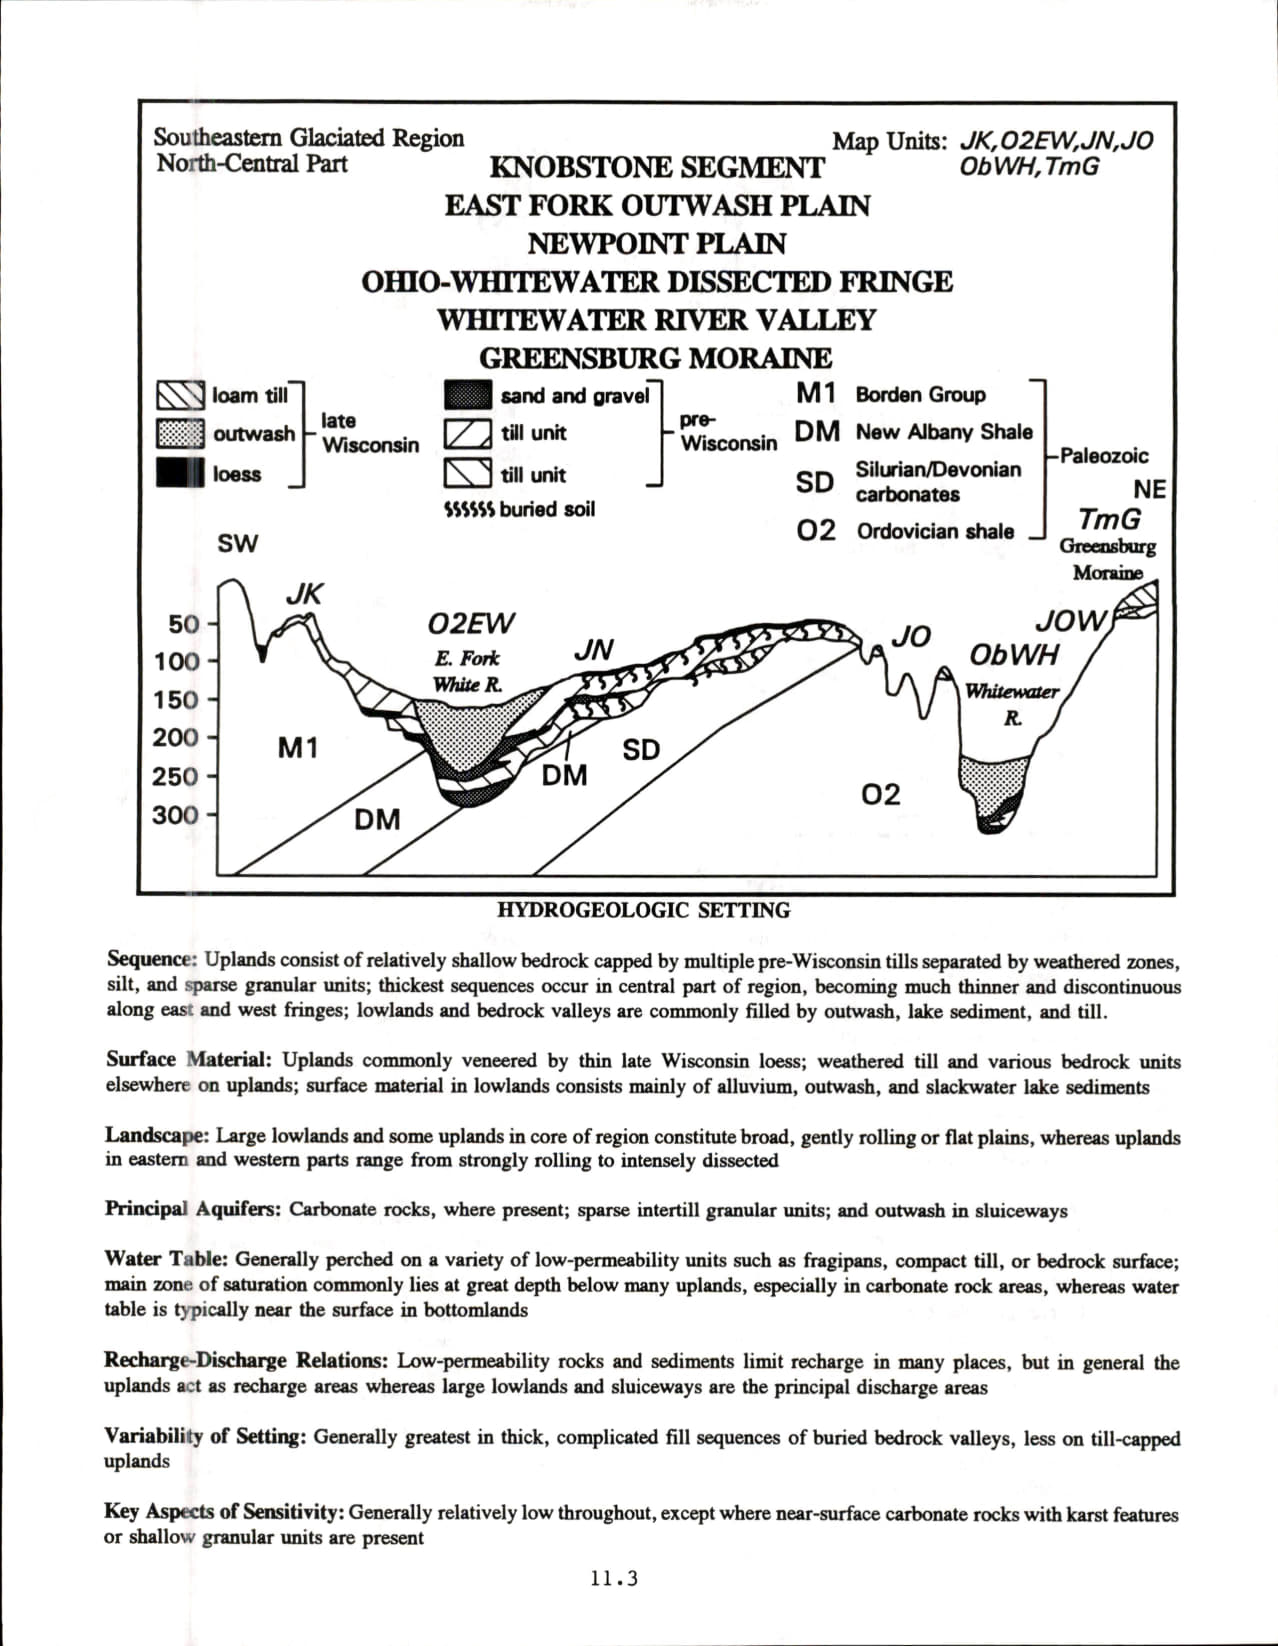 Southeastern Glaciated Region
North-Central Part
Map Units: JK,O2EW,JN,JO
ObWH,TmG
KNOBSTONE SEGMENT
EAST FORK OUTWASH PLAIN
NEWPOINT PLAIN
OHIO-WHITEWATER DISSECTED FRINGE
WHITEWATER RIVER VALLEY
GREENSBURG MORAINE
loam till
outwash
loess
late
Wisconsin
sand and gravel
till unit
till unit
buried soil
pre-
Wisconsin
M1 Borden Group
DM New Albany Shale
SD Silurian/Devonian
carbonates
O2 Ordovician shale
Paleozoic
NE
TmG
Greensburg
Moraine
SW
JK
O2EW
E. Fork
White R.
JN
JO
JOW
ObWH
Whitewater
R.
50
100
150
200
250
300
M1
DM
DM
SD
O2
HYDROGEOLOGIC SETTING
Sequence: Uplands consist of relatively shallow bedrock capped by multiple pre-Wisconsin tills separated by weathered zones,
silt, and sparse granular units; thickest sequences occur in central part of region, becoming much thinner and discontinuous
along east and west fringes; lowlands and bedrock valleys are commonly filled by outwash, lake sediment, and till.
Surface Material: Uplands commonly veneered by thin late Wisconsin loess; weathered till and various bedrock units
elsewhere on uplands; surface material in lowlands consists mainly of alluvium, outwash, and slackwater lake sediments
Landscape: Large lowlands and some uplands in core of region constitute broad, gently rolling or flat plains, whereas uplands
in eastern and western parts range from strongly rolling to intensely dissected
Principal Aquifers: Carbonate rocks, where present; sparse intertill granular units; and outwash in sluiceways
Water Table: Generally perched on a variety of low-permeability units such as fragipans, compact till, or bedrock surface;
main zone of saturation commonly lies at great depth below many uplands, especially in carbonate rock areas, whereas water
table is typically near the surface in bottomlands
Recharge-Discharge Relations: Low-permeability rocks and sediments limit recharge in many places, but in general the
uplands act as recharge areas whereas large lowlands and sluiceways are the principal discharge areas
Variability of Setting: Generally greatest in thick, complicated fill sequences of buried bedrock valleys, less on till-capped
uplands
Key Aspects of Sensitivity: Generally relatively low throughout, except where near-surface carbonate rocks with karst features
or shallow granular units are present
11.3